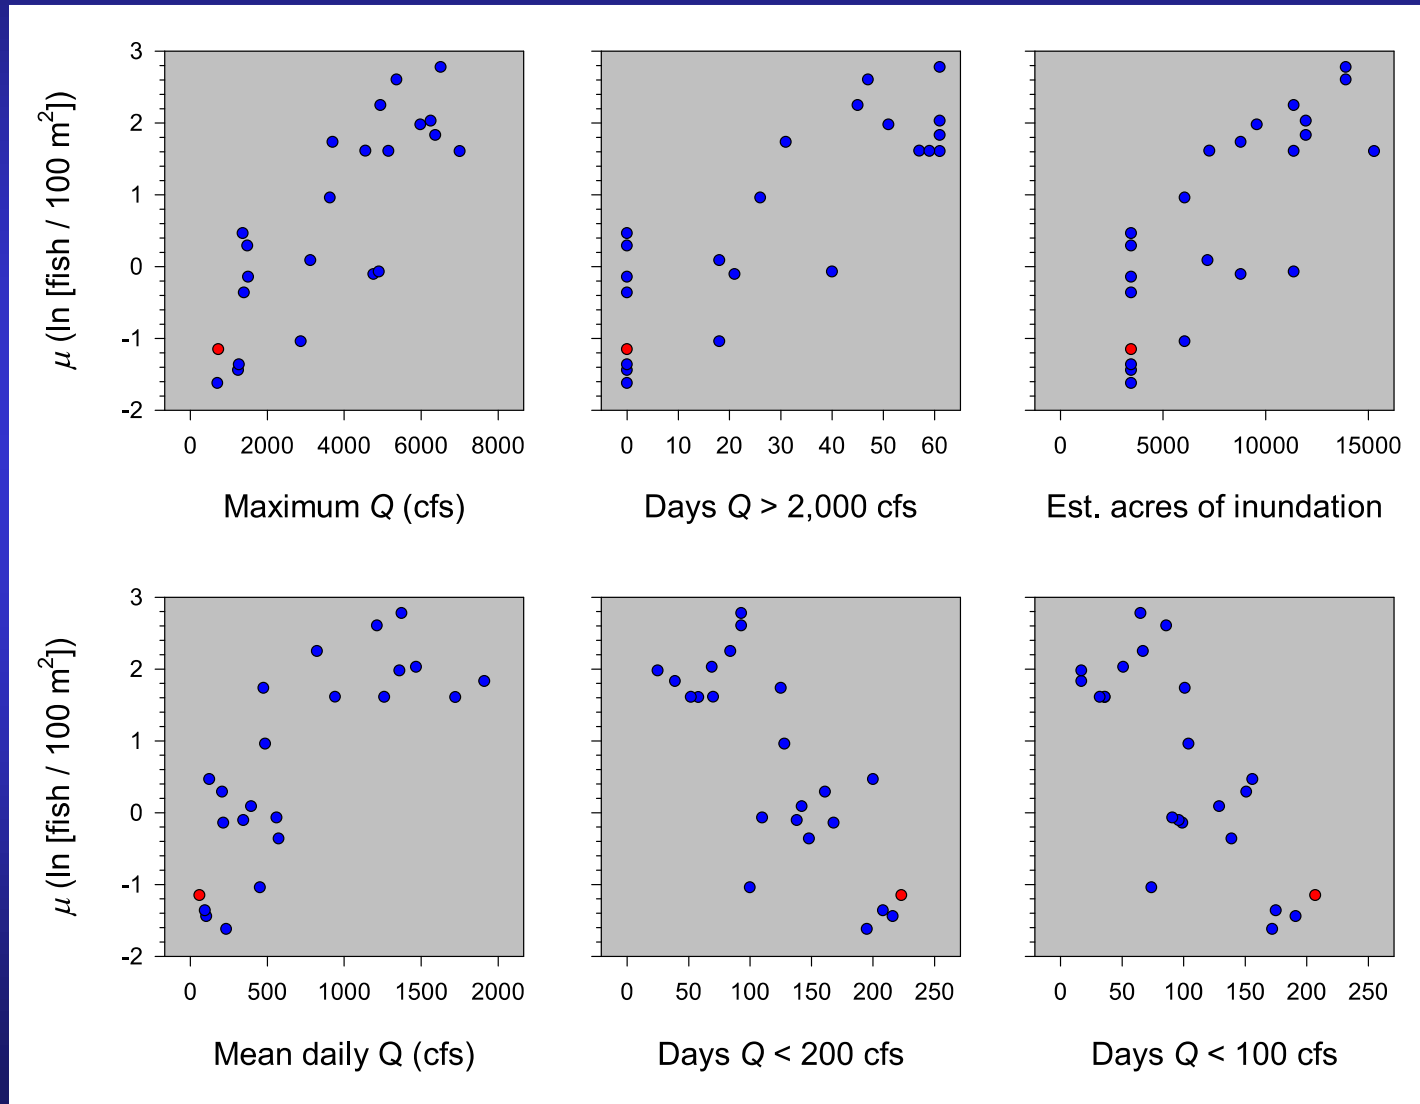 μ (ln [fish / 100 m²])
3
2
1
0
-1
-2
0 2000 4000 6000 8000
Maximum Q (cfs)
0 10 20 30 40 50 60
Days Q > 2,000 cfs
0 5000 10000 15000
Est. acres of inundation
μ (ln [fish / 100 m²])
3
2
1
0
-1
-2
0 500 1000 1500 2000
Mean daily Q (cfs)
0 50 100 150 200 250
Days Q < 200 cfs
0 50 100 150 200 250
Days Q < 100 cfs